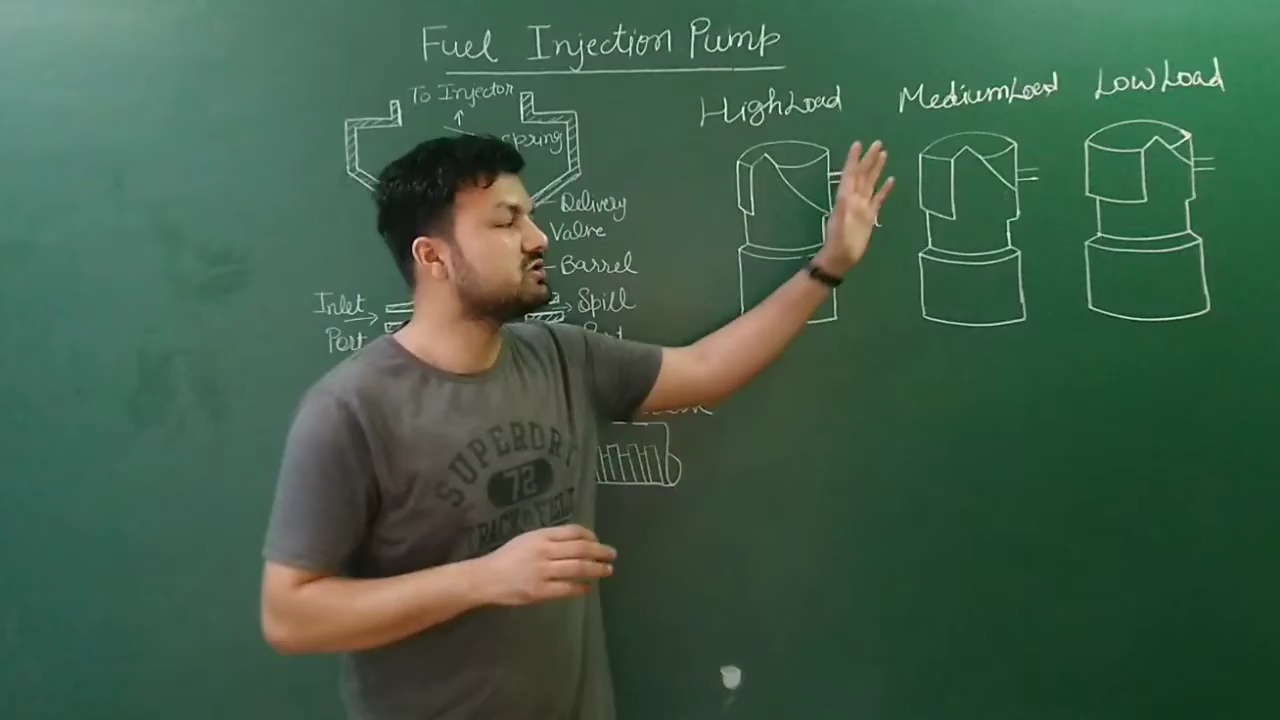 Fuel Injection Pump
To Injector
Spring
Delivery
Valve
Barrel
Inlet
Port
Spill
High Load
Medium Load
Low Load
SUPERDRY
72
TRACK & FIELD